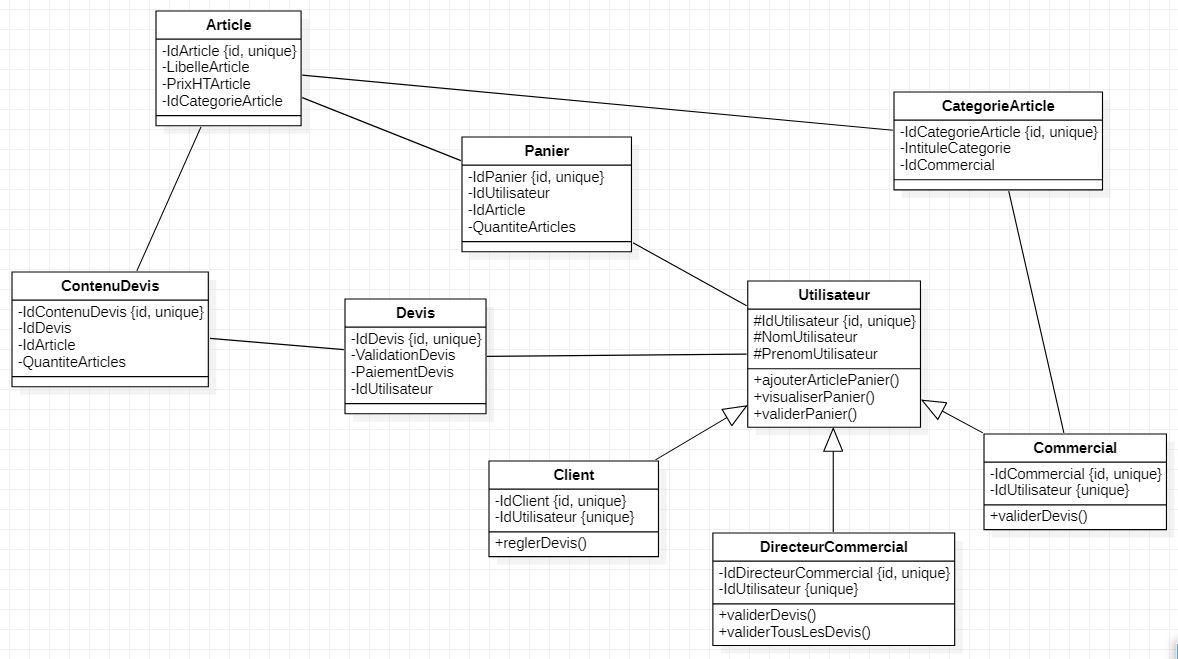 Article
-IdArticle {id, unique}
-LibelleArticle
-PrixHTArticle
-IdCategorieArticle
CategorieArticle
-IdCategorieArticle {id, unique}
-IntituleCategorie
-IdCommercial
Panier
-IdPanier {id, unique}
-IdUtilisateur
-IdArticle
-QuantiteArticles
ContenuDevis
-IdContenuDevis {id, unique}
-IdDevis
-IdArticle
-QuantiteArticles
Devis
-IdDevis {id, unique}
-ValidationDevis
-PaiementDevis
-IdUtilisateur
Utilisateur
#IdUtilisateur {id, unique}
#NomUtilisateur
#PrenomUtilisateur
+ajouterArticlePanier()
+visualiserPanier()
+validerPanier()
Client
-IdClient {id, unique}
-IdUtilisateur {unique}
+reglerDevis()
DirecteurCommercial
-IdDirecteurCommercial {id, unique}
-IdUtilisateur {unique}
+validerDevis()
+validerTousLesDevis()
Commercial
-IdCommercial {id, unique}
-IdUtilisateur {unique}
+validerDevis()